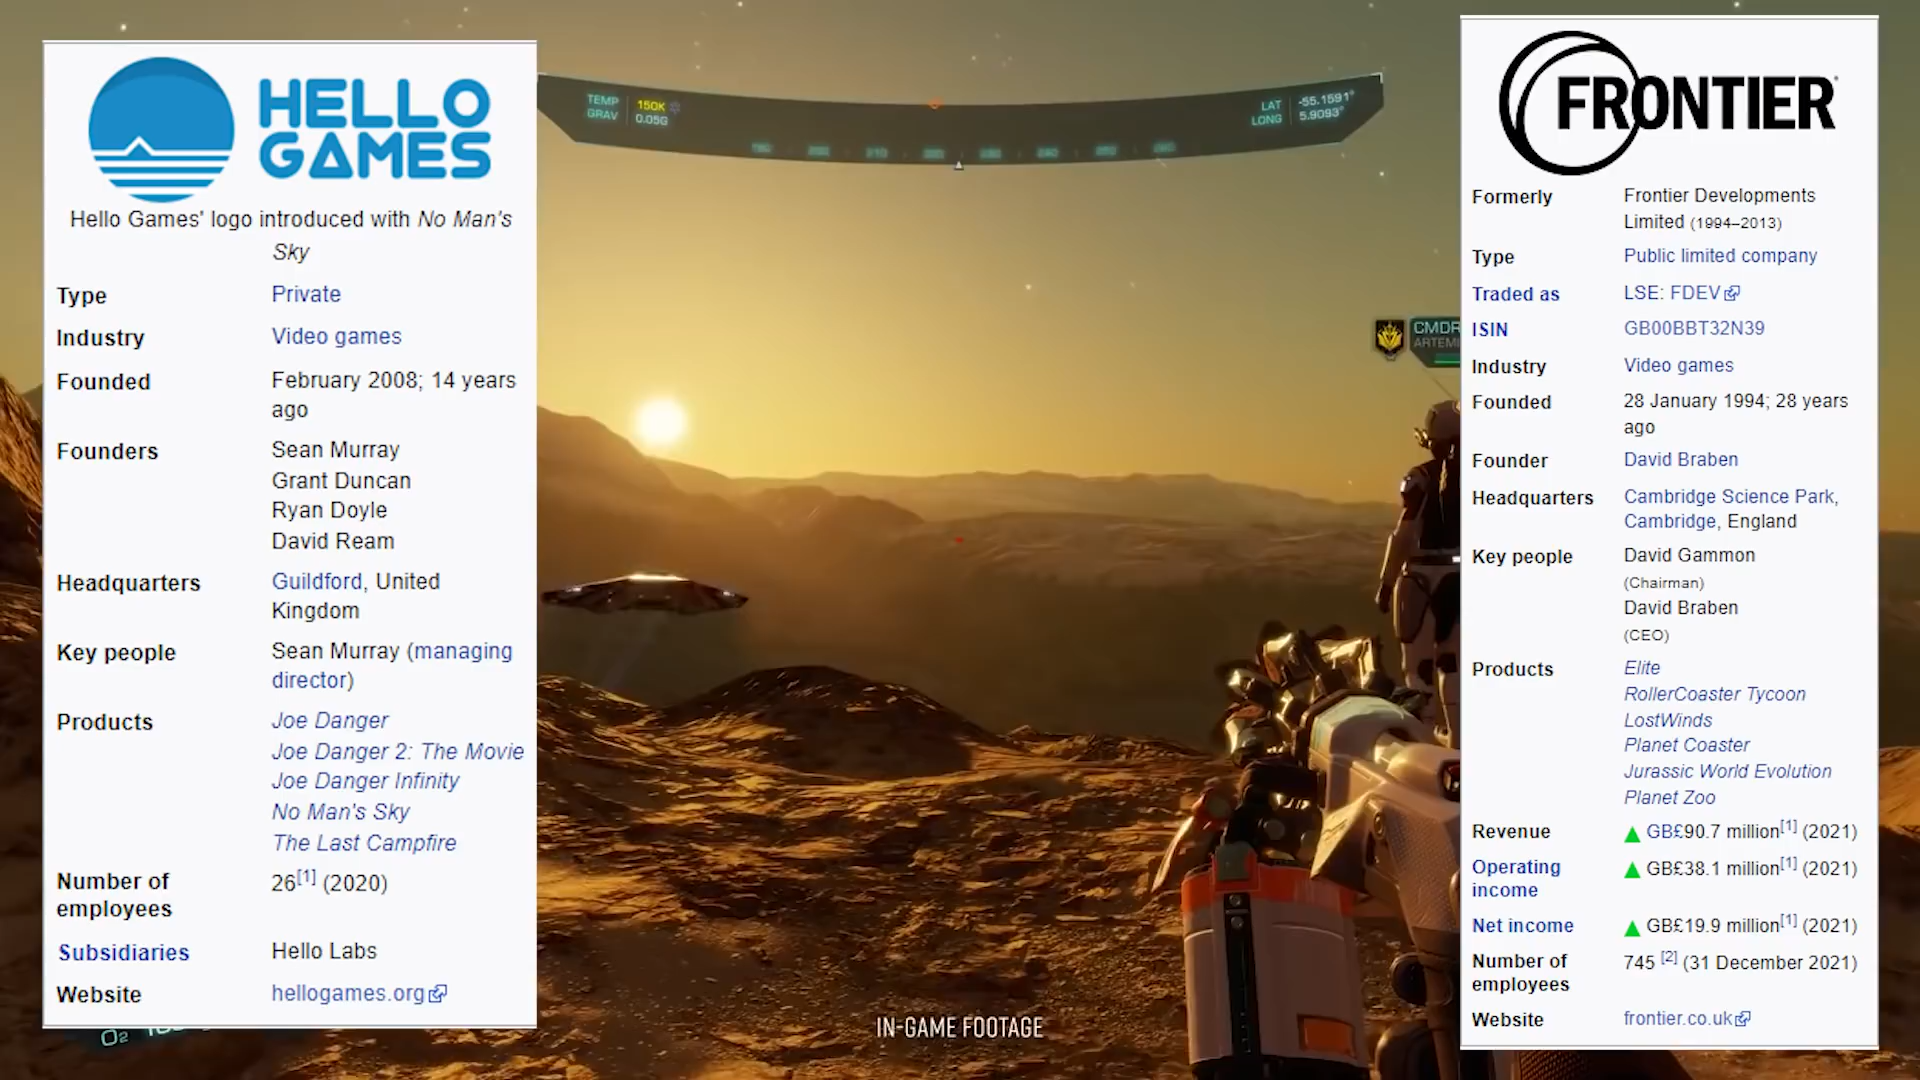 HELLO
GAMES
Hello Games' logo introduced with No Man's
Sky
Type Private
Industry Video games
Founded February 2008; 14 years
ago
Founders Sean Murray
Grant Duncan
Ryan Doyle
David Ream
Headquarters Guildford, United
Kingdom
Key people Sean Murray (managing
director)
Products Joe Danger
Joe Danger 2: The Movie
Joe Danger Infinity
No Man's Sky
The Last Campfire
Number of
employees 26[1] (2020)
Subsidiaries Hello Labs
Website hellogames.org
O2
TEMP 150K
GRAV 0.05G
LAT -55.1591°
LONG 5.9093°
CMDR
IN-GAME FOOTAGE
FRONTIER
Formerly Frontier Developments
Limited (1994–2013)
Type Public limited company
Traded as LSE: FDEV
ISIN GB00BBT32N39
Industry Video games
Founded 28 January 1994; 28 years
ago
Founder David Braben
Headquarters Cambridge Science Park,
Cambridge, England
Key people David Gammon
(Chairman)
David Braben
(CEO)
Products Elite
RollerCoaster Tycoon
LostWinds
Planet Coaster
Jurassic World Evolution
Planet Zoo
Revenue ▲ GB£90.7 million[1] (2021)
Operating
income ▲ GB£38.1 million[1] (2021)
Net income ▲ GB£19.9 million[1] (2021)
Number of
employees 745 [2] (31 December 2021)
Website frontier.co.uk